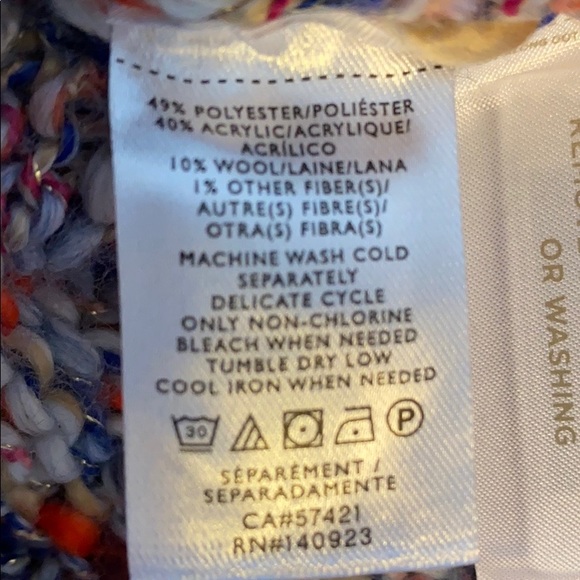 49% POLYESTER/POLIÉSTER
40% ACRYLIC/ACRYLIQUE/
ACRÍLICO
10% WOOL/LAINE/LANA
1% OTHER FIBER(S)/
AUTRE(S) FIBRE(S)/
OTRA(S) FIBRA(S)
MACHINE WASH COLD
SEPARATELY
DELICATE CYCLE
ONLY NON-CHLORINE
BLEACH WHEN NEEDED
TUMBLE DRY LOW
COOL IRON WHEN NEEDED
30 P
SÉPARÉMENT /
SEPARADAMENTE
CA#57421
RN#140923
OR WASHING